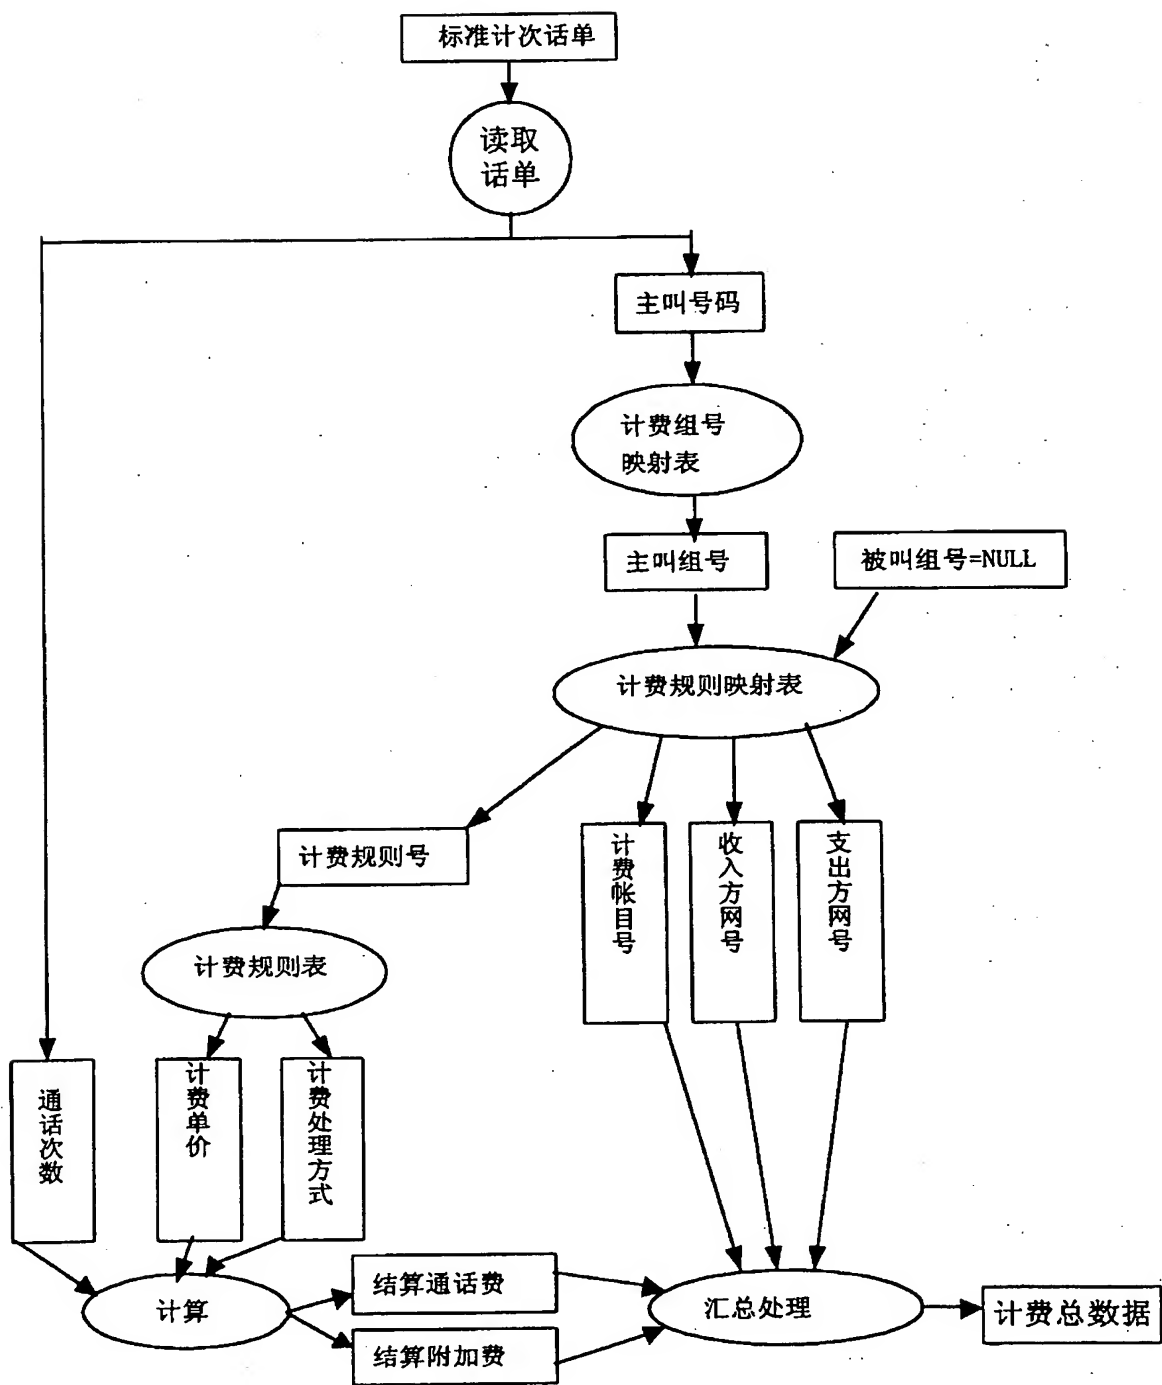 标准计次话单
读取
话单
主叫号码
计费组号
映射表
主叫组号
被叫组号=NULL
计费规则映射表
计费规则号
计费帐目号
收入方网号
支出方网号
计费规则表
通话次数
计费单价
计费处理方式
计算
结算通话费
结算附加费
汇总处理
计费总数据